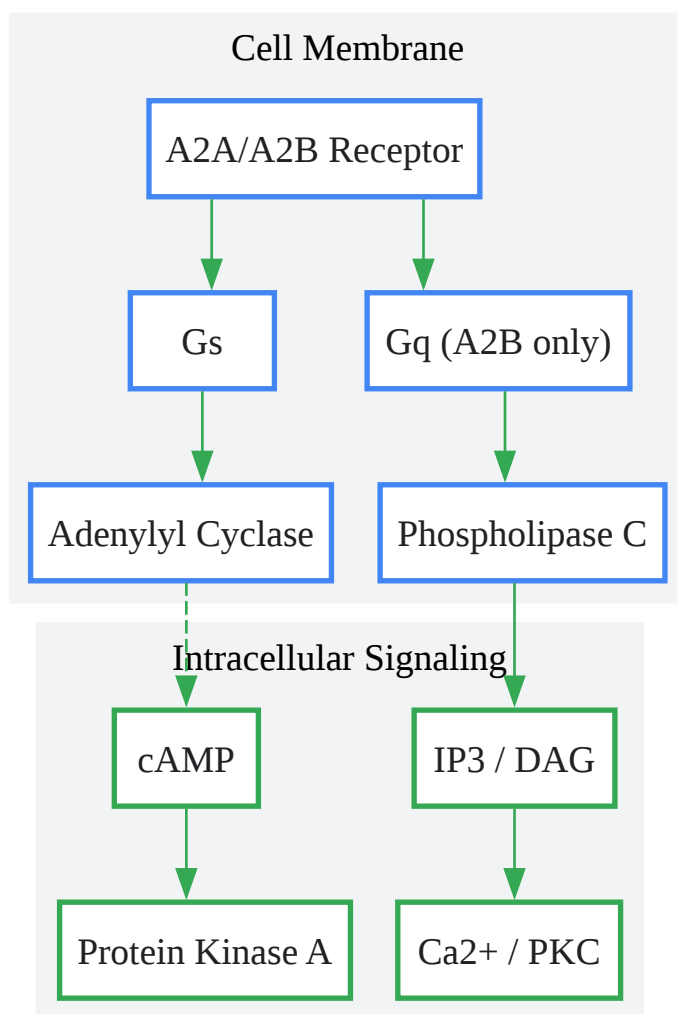 Cell Membrane
A2A/A2B Receptor
Gs
Gq (A2B only)
Adenylyl Cyclase
Phospholipase C
Intracellular Signaling
cAMP
IP3 / DAG
Protein Kinase A
Ca2+ / PKC